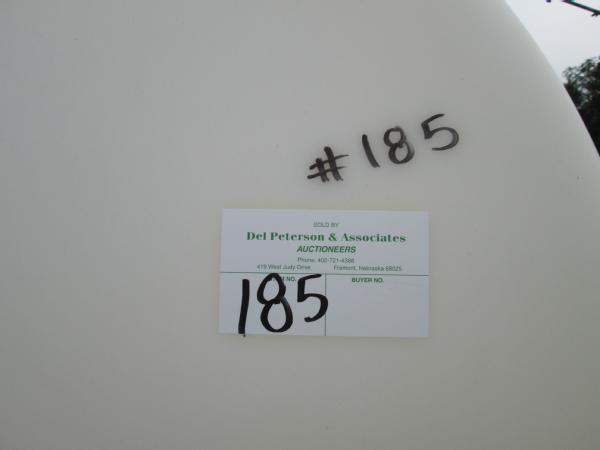 #185
SOLD BY
Del Peterson & Associates
AUCTIONEERS
Phone: 402-721-4388
419 West Judy Drive Fremont, Nebraska 68025
NO. BUYER NO.
185